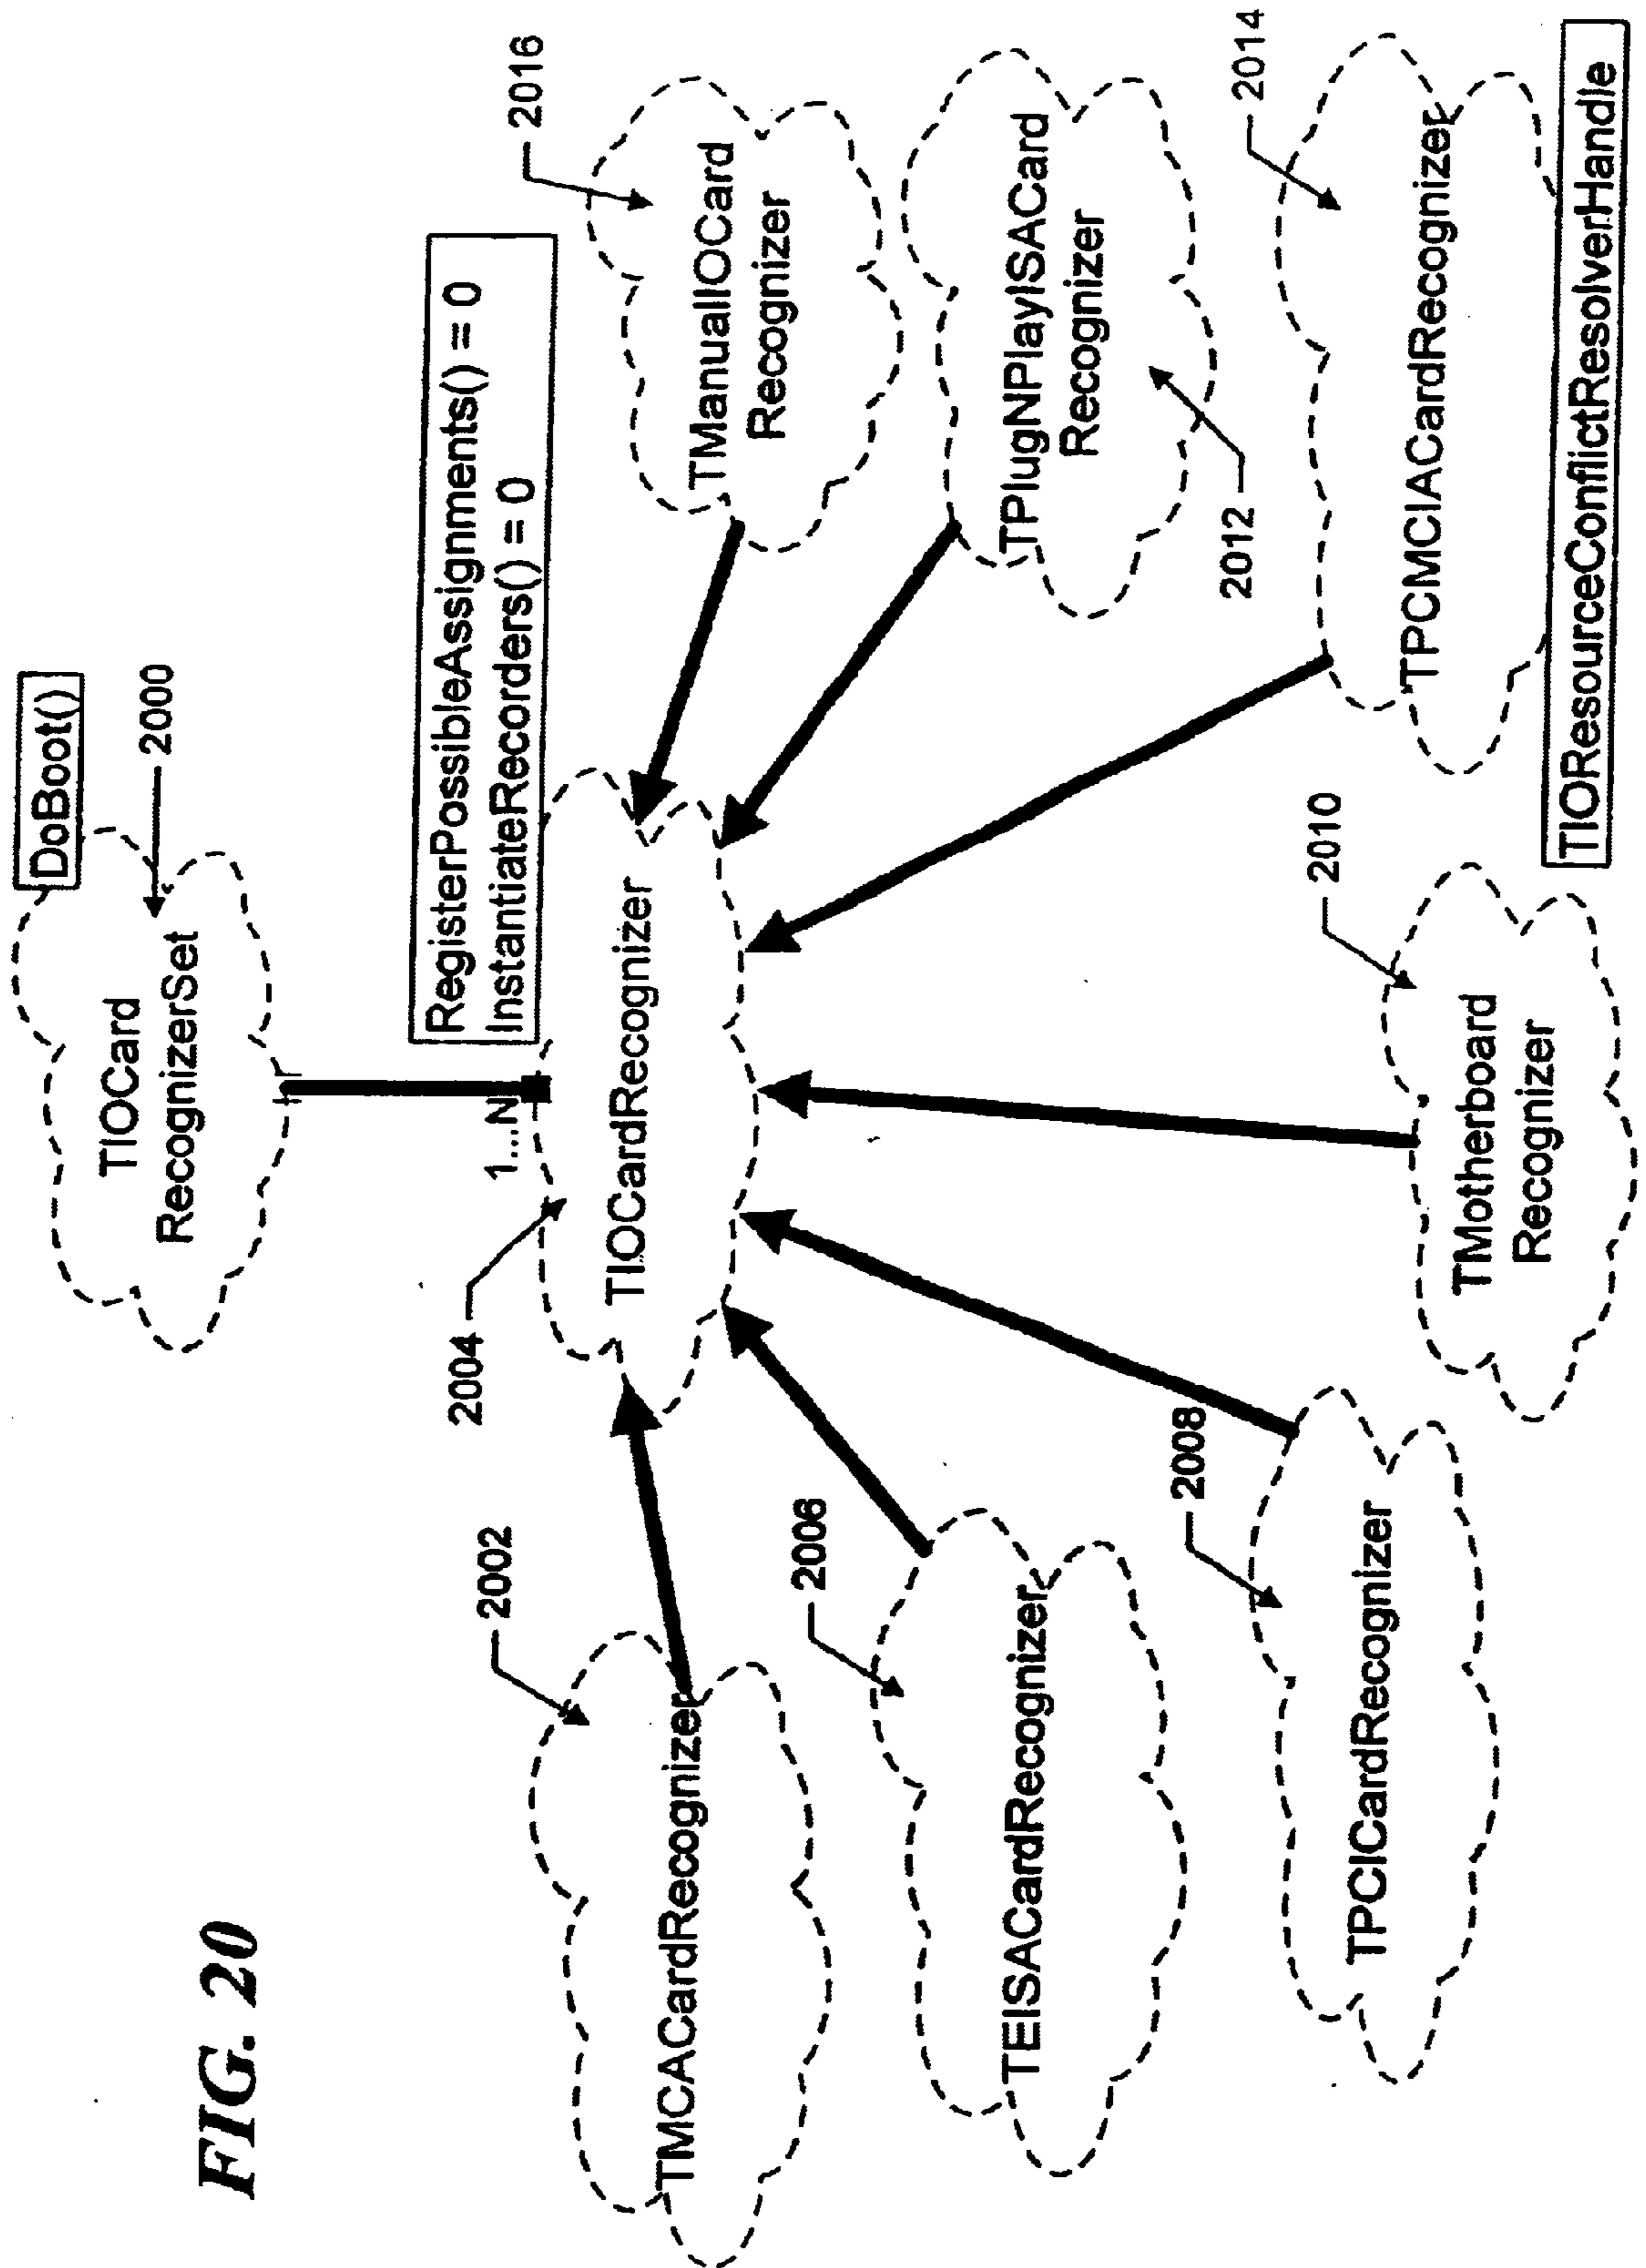 FIG. 20
DoBoot()
TIOCard
RecognizerSet
2000
RegisterPossibleAssignments() = 0
InstantiateRecorders() = 0
1...N
2004
TIOCardRecognizer
2002
TMCACardRecognizer
2016
TManualIOCard
Recognizer
2006
TEISACardRecognizer
TPlugNPlayISACard
Recognizer
2012
2008
TPCICardRecognizer
2010
TMotherboard
Recognizer
2014
TPCMCIACardRecognizer
TIOResourceConflictResolverHandle